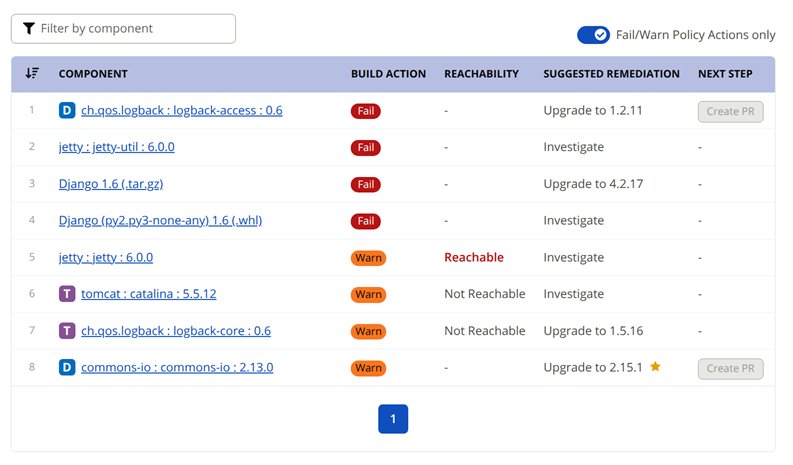 Filter by component
Fail/Warn Policy Actions only
COMPONENT BUILD ACTION REACHABILITY SUGGESTED REMEDIATION NEXT STEP
1 D ch.qos.logback : logback-access : 0.6 Fail - Upgrade to 1.2.11 Create PR
2 jetty : jetty-util : 6.0.0 Fail - Investigate -
3 Django 1.6 (.tar.gz) Fail - Upgrade to 4.2.17 -
4 Django (py2.py3-none-any) 1.6 (.whl) Fail - Investigate -
5 jetty : jetty : 6.0.0 Warn Reachable Investigate -
6 T tomcat : catalina : 5.5.12 Warn Not Reachable Investigate -
7 T ch.qos.logback : logback-core : 0.6 Warn Not Reachable Upgrade to 1.5.16 -
8 D commons-io : commons-io : 2.13.0 Warn - Upgrade to 2.15.1 Create PR
1